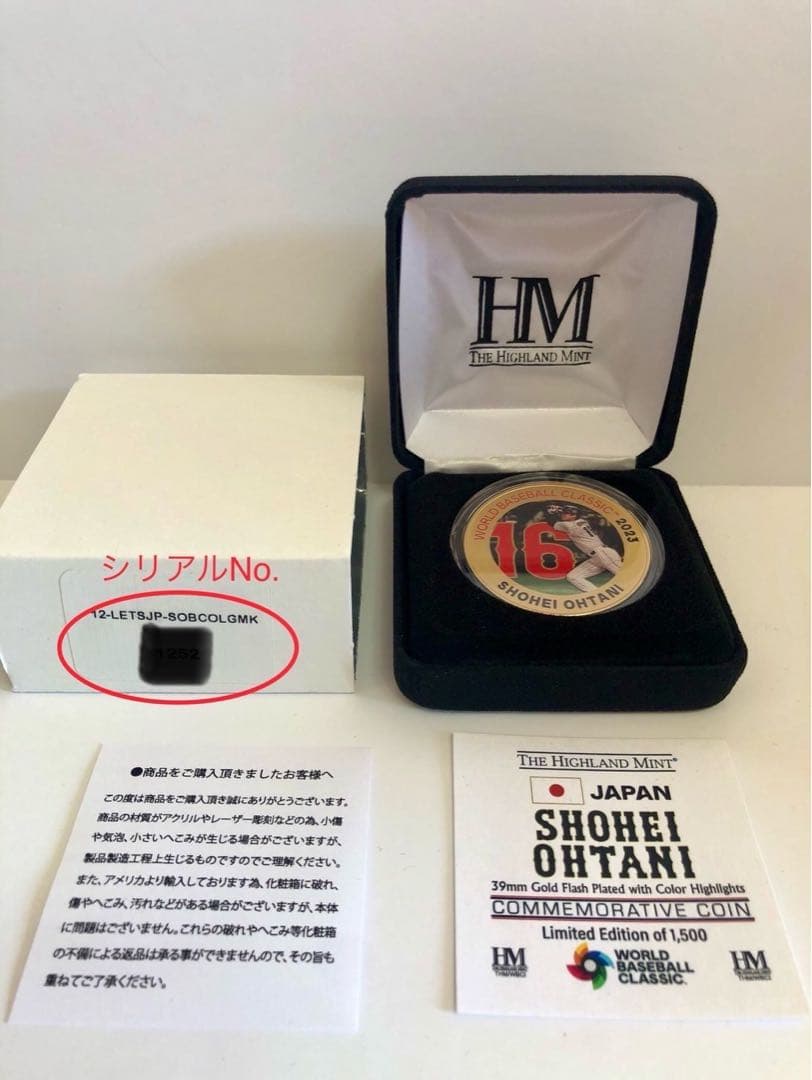 HM
THE HIGHLAND MINT
WORLD BASEBALL CLASSIC™ 2023
16
SHOHEI OHTANI
シリアルNo.
12-LETSJP-SOBCOLGMK
1252
●商品をご購入頂きましたお客様へ
この度は商品をご購入頂き誠にありがとうございます。
商品の材質がアクリルやレーザー彫刻などの為、小傷
や気泡、小さいへこみが生じる場合がございますが、
製品製造工程上生じるものですのでご理解ください。
また、アメリカより輸入しております為、化粧箱に破れ、
傷やへこみ、汚れなどがある場合がございますが、本体
に問題はございません。これらの破れやへこみ等化粧箱
の不備による返品は承る事ができませんので、その旨も
重ねてご了承ください。
THE HIGHLAND MINT®
JAPAN
SHOHEI
OHTANI
39mm Gold Flash Plated with Color Highlights
COMMEMORATIVE COIN
Limited Edition of 1,500
HM
WORLD
BASEBALL
CLASSIC™
HM